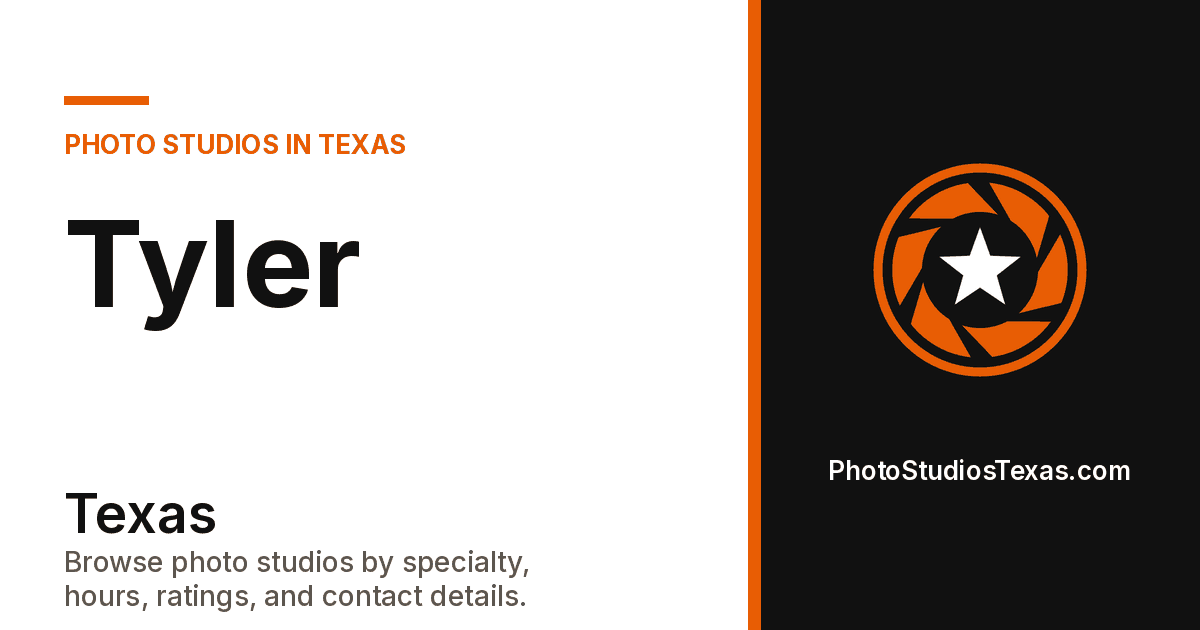 PHOTO STUDIOS IN TEXAS
Tyler
Texas
Browse photo studios by specialty,
hours, ratings, and contact details.
PhotoStudiosTexas.com